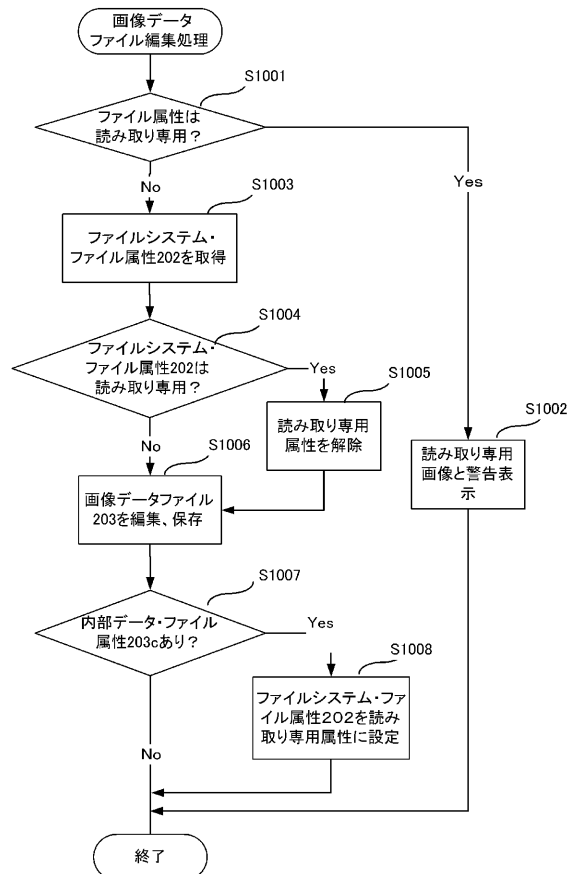 画像データ
ファイル編集処理
S1001
ファイル属性は
読み取り専用？
No
Yes
S1003
ファイルシステム・
ファイル属性202を取得
S1004
ファイルシステム・
ファイル属性202は
読み取り専用？
Yes
No
S1005
読み取り専用
属性を解除
S1002
読み取り専用
画像と警告表
示
S1006
画像データファイル
203を編集、保存
S1007
内部データ・ファイル
属性203cあり？
Yes
No
S1008
ファイルシステム・ファ
イル属性２０２を読み
取り専用属性に設定
終了